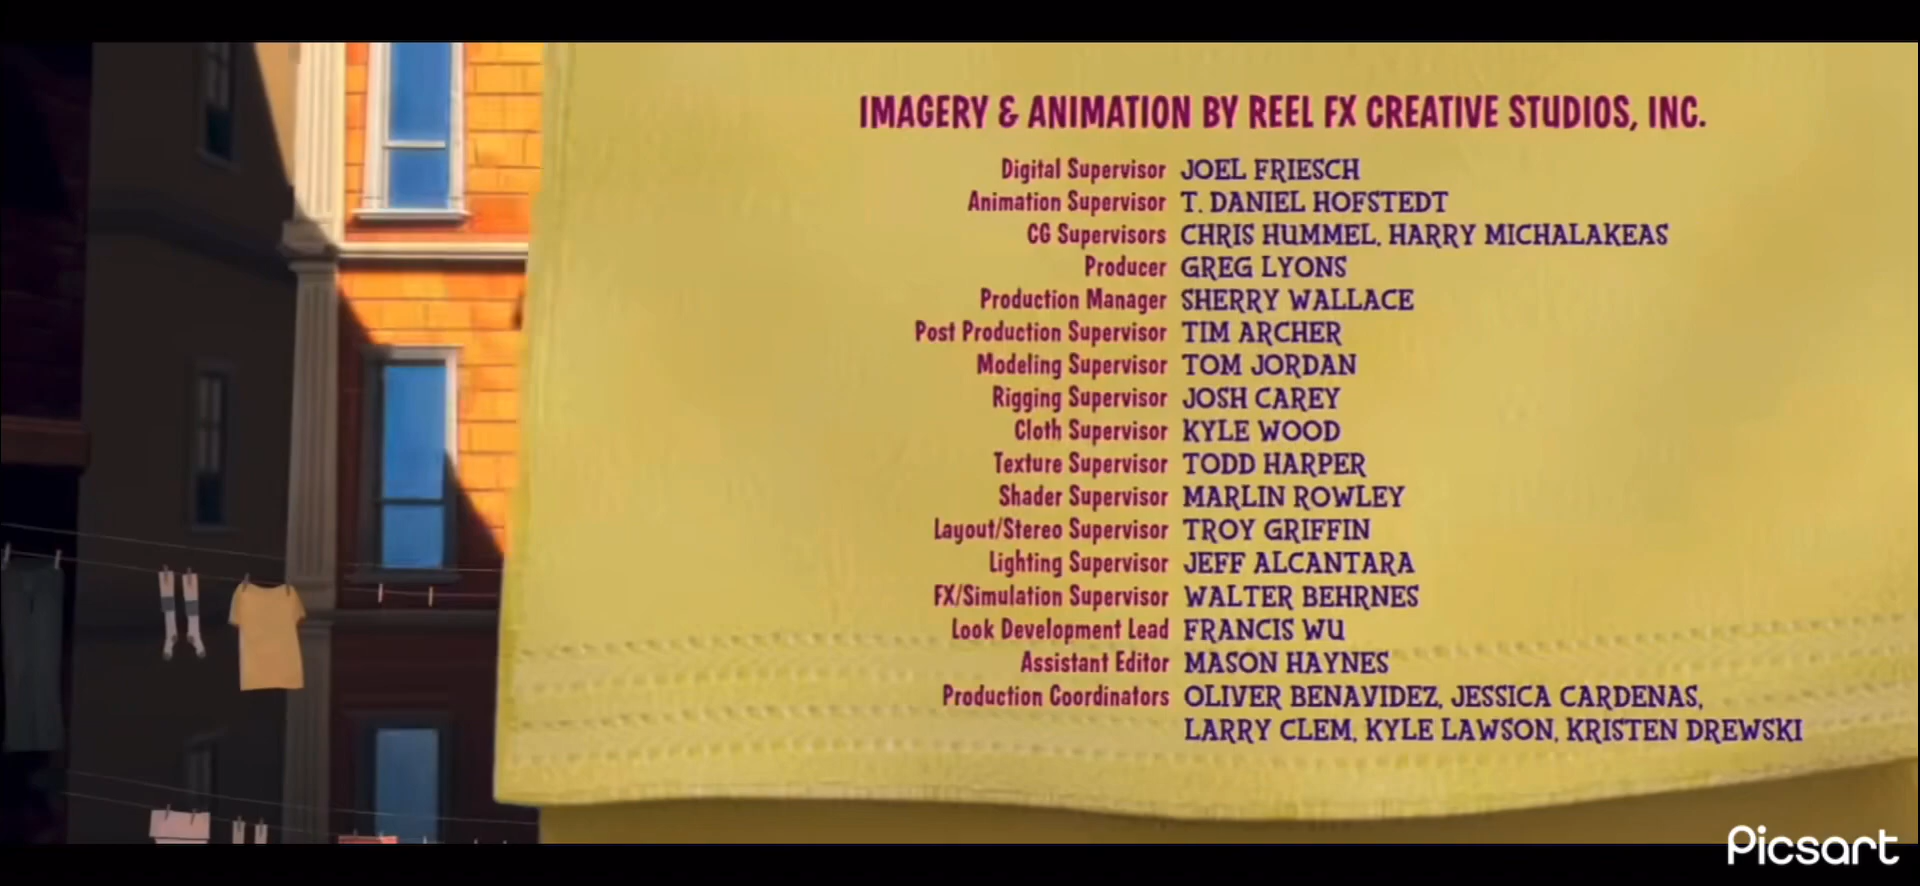 IMAGERY & ANIMATION BY REEL FX CREATIVE STUDIOS, INC.
Digital Supervisor JOEL FRIESCH
Animation Supervisor T. DANIEL HOFSTEDT
CG Supervisors CHRIS HUMMEL, HARRY MICHALAKEAS
Producer GREG LYONS
Production Manager SHERRY WALLACE
Post Production Supervisor TIM ARCHER
Modeling Supervisor TOM JORDAN
Rigging Supervisor JOSH CAREY
Cloth Supervisor KYLE WOOD
Texture Supervisor TODD HARPER
Shader Supervisor MARLIN ROWLEY
Layout/Stereo Supervisor TROY GRIFFIN
Lighting Supervisor JEFF ALCANTARA
FX/Simulation Supervisor WALTER BEHRNES
Look Development Lead FRANCIS WU
Assistant Editor MASON HAYNES
Production Coordinators OLIVER BENAVIDEZ, JESSICA CARDENAS,
LARRY CLEM, KYLE LAWSON, KRISTEN DREWSKI
Picsart